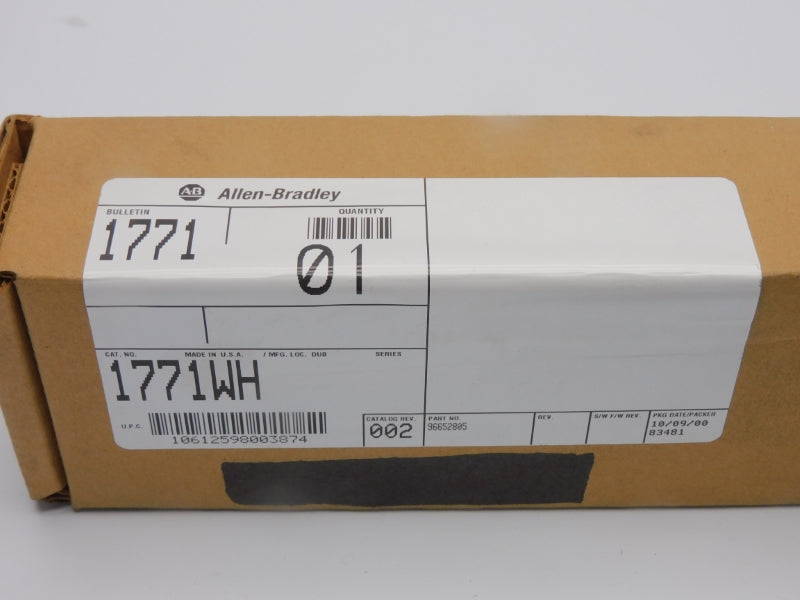 AB Allen-Bradley
BULLETIN
1771
QUANTITY
01
CAT. NO. MADE IN U.S.A. / MFG. LOC. DUB SERIES
1771WH
U.P.C.
10612598003874
CATALOG REV.
002
PART NO.
96652805
REV.
S/W F/W REV.
PKG DATE/PACKER
10/09/00
83481